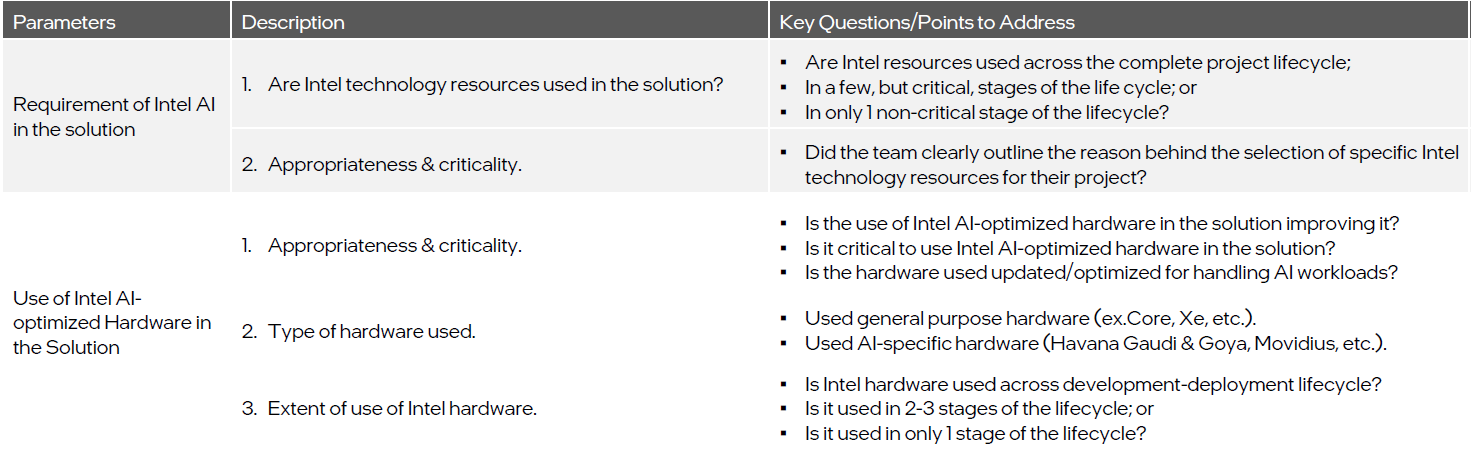 Parameters
Description
Key Questions/Points to Address
Requirement of Intel AI
in the solution
1. Are Intel technology resources used in the solution?
▪ Are Intel resources used across the complete project lifecycle;
▪ In a few, but critical, stages of the life cycle; or
▪ In only 1 non-critical stage of the lifecycle?
2. Appropriateness & criticality.
▪ Did the team clearly outline the reason behind the selection of specific Intel
technology resources for their project?
Use of Intel AI-
optimized Hardware in
the Solution
1. Appropriateness & criticality.
▪ Is the use of Intel AI-optimized hardware in the solution improving it?
▪ Is it critical to use Intel AI-optimized hardware in the solution?
▪ Is the hardware used updated/optimized for handling AI workloads?
2. Type of hardware used.
▪ Used general purpose hardware (ex.Core, Xe, etc.).
▪ Used AI-specific hardware (Havana Gaudi & Goya, Movidius, etc.).
3. Extent of use of Intel hardware.
▪ Is Intel hardware used across development-deployment lifecycle?
▪ Is it used in 2-3 stages of the lifecycle; or
▪ Is it used in only 1 stage of the lifecycle?